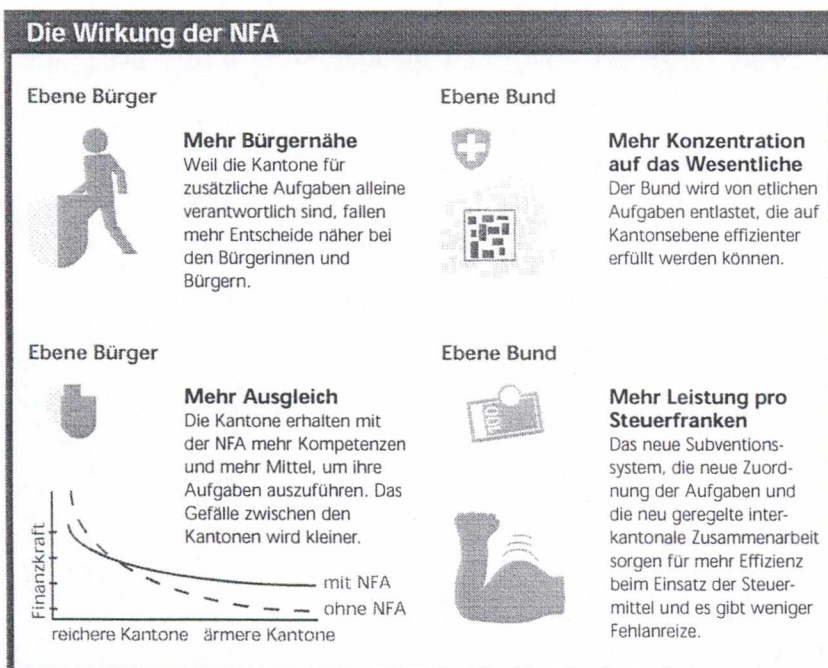 Die Wirkung der NFA
Ebene Bürger
Mehr Bürgernähe
Weil die Kantone für
zusätzliche Aufgaben alleine
verantwortlich sind, fallen
mehr Entscheide näher bei
den Bürgerinnen und
Bürgern.
Ebene Bund
Mehr Konzentration
auf das Wesentliche
Der Bund wird von etlichen
Aufgaben entlastet, die auf
Kantonsebene effizienter
erfüllt werden können.
Ebene Bürger
Mehr Ausgleich
Die Kantone erhalten mit
der NFA mehr Kompetenzen
und mehr Mittel, um ihre
Aufgaben auszuführen. Das
Gefälle zwischen den
Kantonen wird kleiner.
Finanzkraft
mit NFA
ohne NFA
reichere Kantone ärmere Kantone
Ebene Bund
100
Mehr Leistung pro
Steuerfranken
Das neue Subventions-
system, die neue Zuord-
nung der Aufgaben und
die neu geregelte inter-
kantonale Zusammenarbeit
sorgen für mehr Effizienz
beim Einsatz der Steuer-
mittel und es gibt weniger
Fehlanreize.